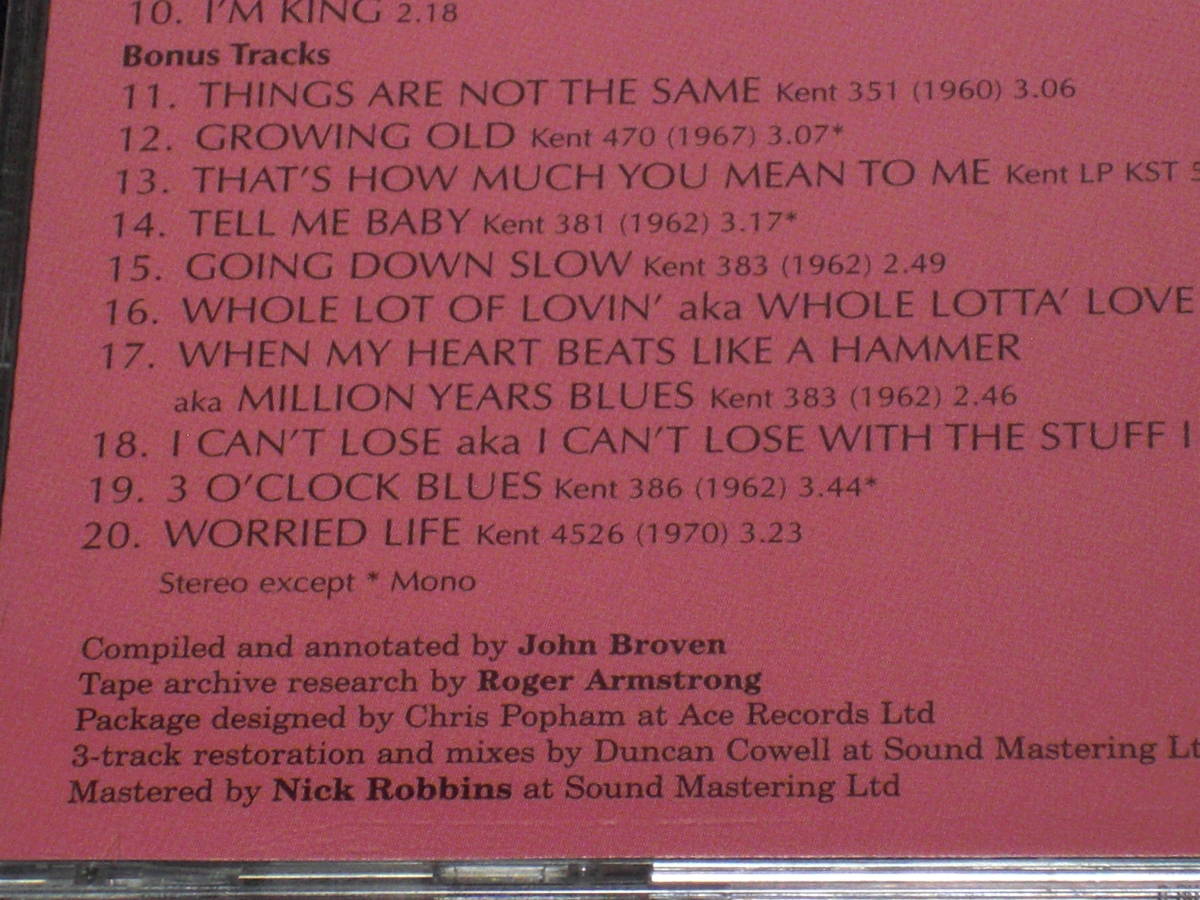 10. I'M KING 2.18
Bonus Tracks
11. THINGS ARE NOT THE SAME Kent 351 (1960) 3.06
12. GROWING OLD Kent 470 (1967) 3.07*
13. THAT'S HOW MUCH YOU MEAN TO ME Kent LP KST 5
14. TELL ME BABY Kent 381 (1962) 3.17*
15. GOING DOWN SLOW Kent 383 (1962) 2.49
16. WHOLE LOT OF LOVIN' aka WHOLE LOTTA' LOVE
17. WHEN MY HEART BEATS LIKE A HAMMER
aka MILLION YEARS BLUES Kent 383 (1962) 2.46
18. I CAN'T LOSE aka I CAN'T LOSE WITH THE STUFF I
19. 3 O'CLOCK BLUES Kent 386 (1962) 3.44*
20. WORRIED LIFE Kent 4526 (1970) 3.23
Stereo except * Mono
Compiled and annotated by John Broven
Tape archive research by Roger Armstrong
Package designed by Chris Popham at Ace Records Ltd
3-track restoration and mixes by Duncan Cowell at Sound Mastering Lt
Mastered by Nick Robbins at Sound Mastering Ltd